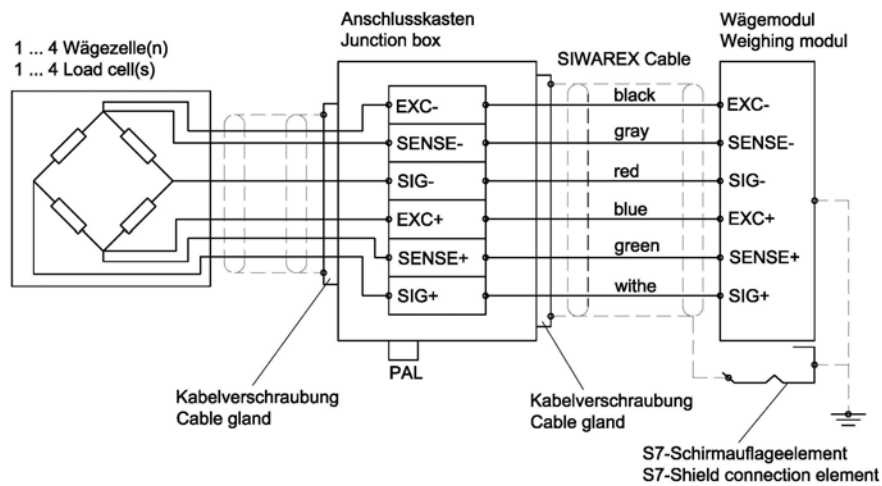 1 ... 4 Wägezelle(n)
1 ... 4 Load cell(s)
Anschlusskasten
Junction box
SIWAREX Cable
Wägemodul
Weighing modul
EXC-
black
EXC-
SENSE-
gray
SENSE-
SIG-
red
SIG-
EXC+
blue
EXC+
SENSE+
green
SENSE+
SIG+
withe
SIG+
PAL
Kabelverschraubung
Cable gland
Kabelverschraubung
Cable gland
S7-Schirmauflageelement
S7-Shield connection element